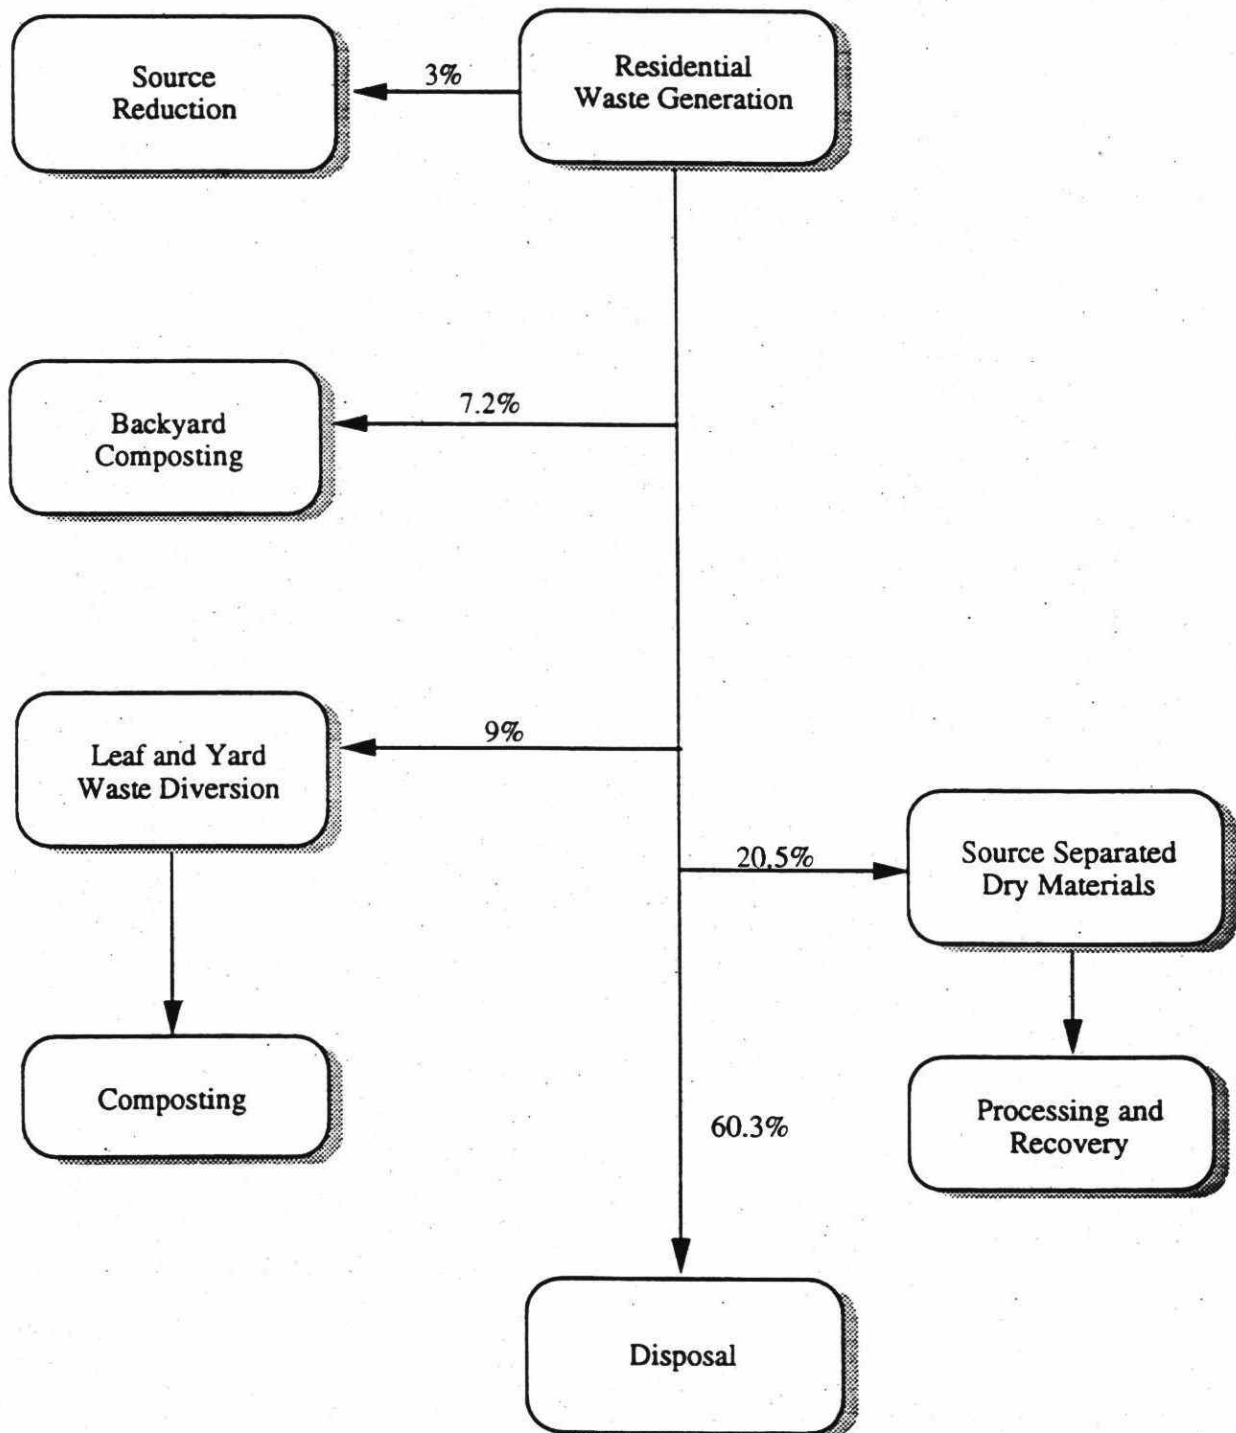 Source
Reduction
3%
Residential
Waste Generation
Backyard
Composting
7.2%
Leaf and Yard
Waste Diversion
9%
20.5%
Source Separated
Dry Materials
Composting
60.3%
Processing and
Recovery
Disposal